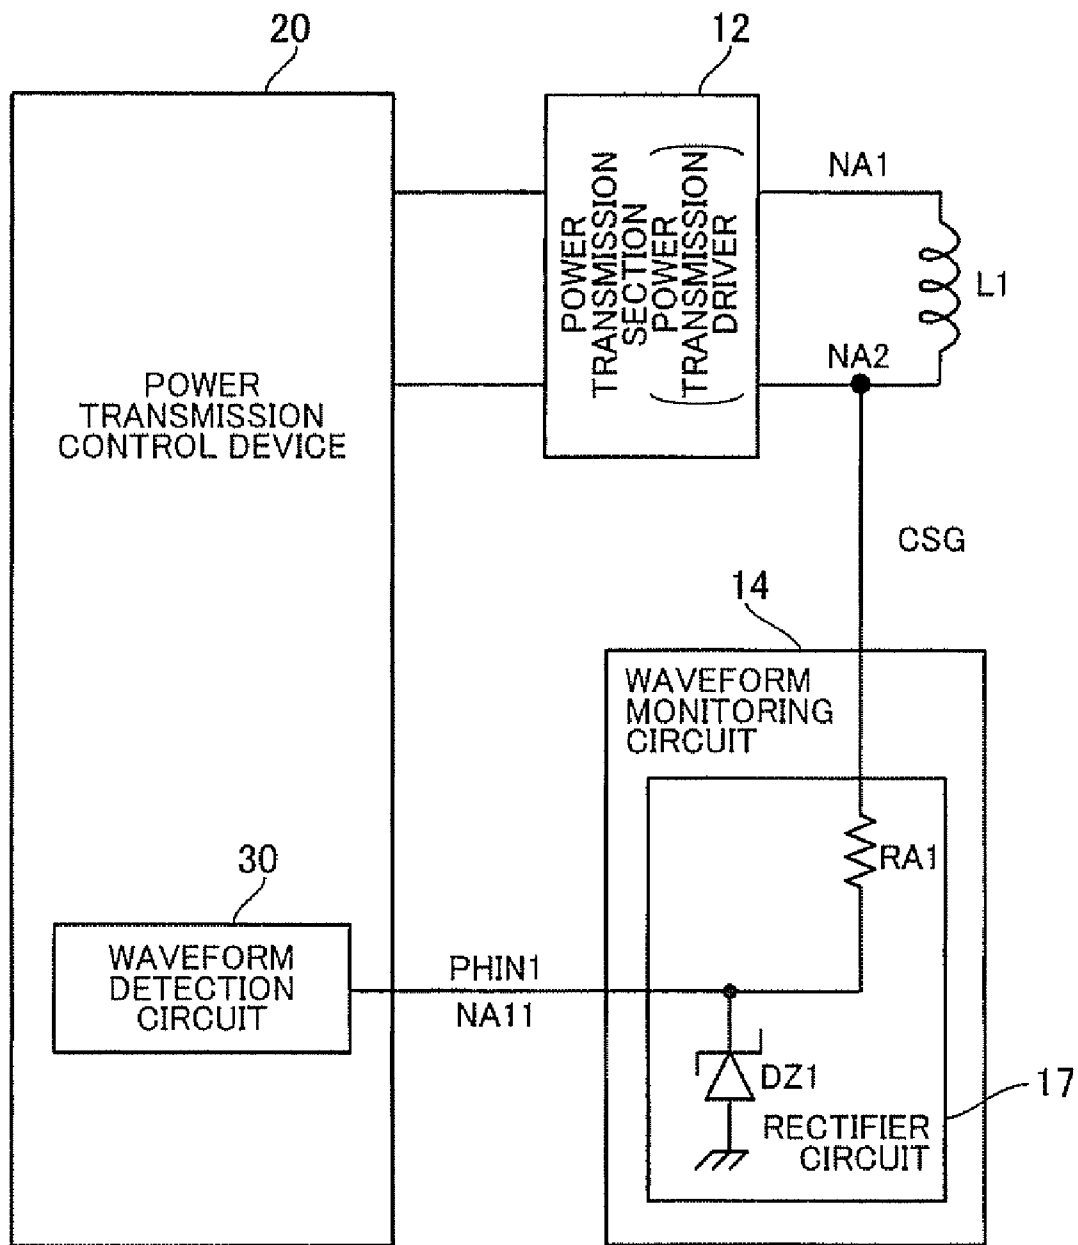 20
12
POWER
TRANSMISSION
SECTION
POWER
TRANSMISSION
DRIVER
NA1
L1
NA2
POWER
TRANSMISSION
CONTROL DEVICE
CSG
14
WAVEFORM
MONITORING
CIRCUIT
RA1
30
WAVEFORM
DETECTION
CIRCUIT
PHIN1
NA11
DZ1
17
RECTIFIER
CIRCUIT